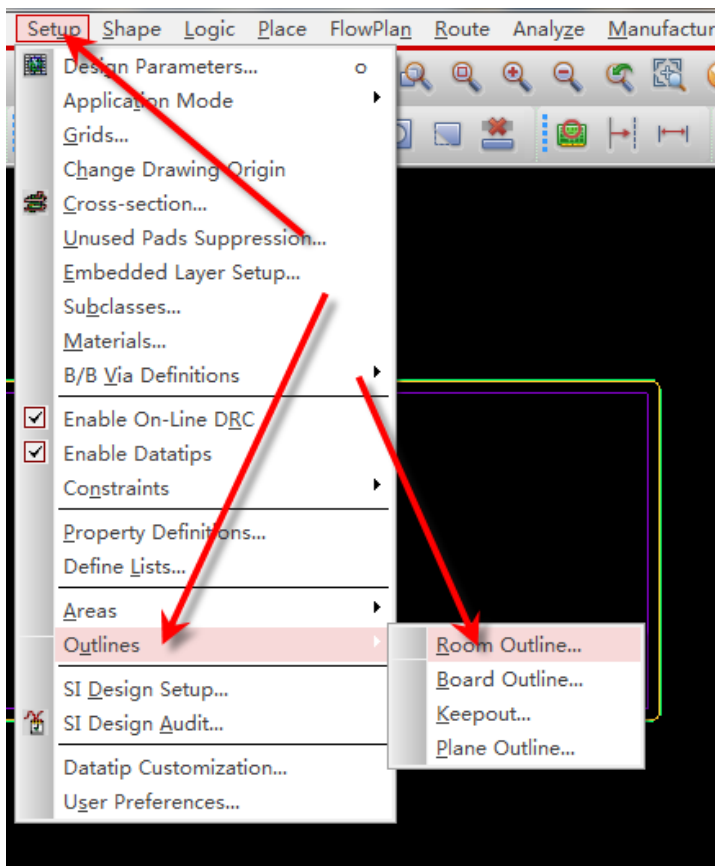 Setup Shape Logic Place FlowPlan Route Analyze Manufactur
Design Parameters... o
Application Mode
Grids...
Change Drawing Origin
Cross-section...
Unused Pads Suppression...
Embedded Layer Setup...
Subclasses...
Materials...
B/B Via Definitions
Enable On-Line DRC
Enable Datatips
Constraints
Property Definitions...
Define Lists...
Areas
Outlines
Room Outline...
Board Outline...
Keepout...
Plane Outline...
SI Design Setup...
SI Design Audit...
Datatip Customization...
User Preferences...